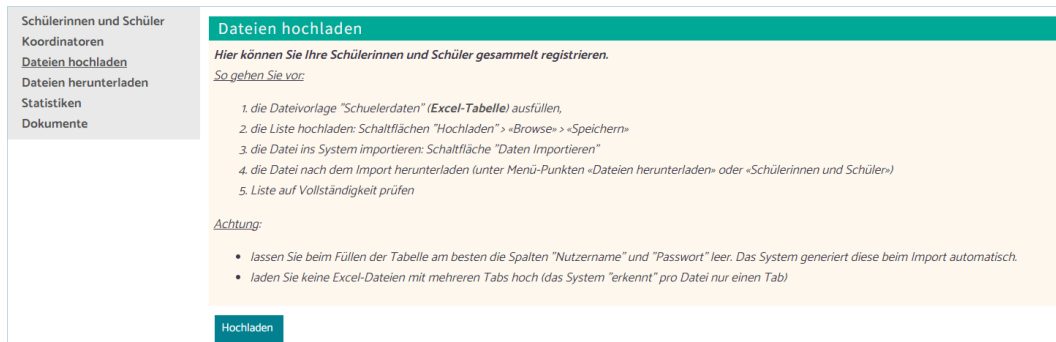 Schülerinnen und Schüler
Koordinatoren
Dateien hochladen
Dateien herunterladen
Statistiken
Dokumente
Dateien hochladen
Hier können Sie Ihre Schülerinnen und Schüler gesammelt registrieren.
So gehen Sie vor:
1. die Dateivorlage "Schuelerdaten" (Excel-Tabelle) ausfüllen,
2. die Liste hochladen: Schaltflächen "Hochladen" > «Browse» > «Speichern»
3. die Datei ins System importieren: Schaltfläche "Daten Importieren"
4. die Datei nach dem Import herunterladen (unter Menü-Punkten «Dateien herunterladen» oder «Schülerinnen und Schüler»)
5. Liste auf Vollständigkeit prüfen
Achtung:
• lassen Sie beim Füllen der Tabelle am besten die Spalten "Nutzername" und "Passwort" leer. Das System generiert diese beim Import automatisch.
• laden Sie keine Excel-Dateien mit mehreren Tabs hoch (das System "erkennt" pro Datei nur einen Tab)
Hochladen